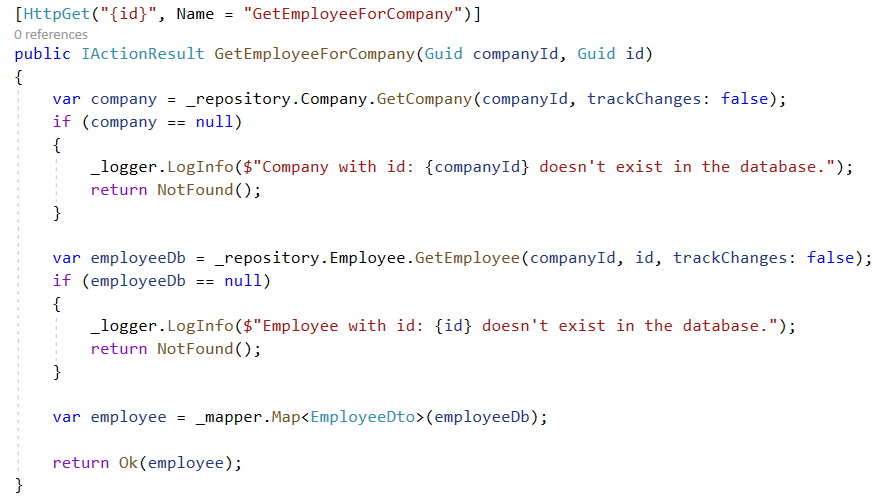 [HttpGet("{id}", Name = "GetEmployeeForCompany")]
0 references
public IActionResult GetEmployeeForCompany(Guid companyId, Guid id)
{
    var company = _repository.Company.GetCompany(companyId, trackChanges: false);
    if (company == null)
    {
        _logger.LogInfo($"Company with id: {companyId} doesn't exist in the database.");
        return NotFound();
    }

    var employeeDb = _repository.Employee.GetEmployee(companyId, id, trackChanges: false);
    if (employeeDb == null)
    {
        _logger.LogInfo($"Employee with id: {id} doesn't exist in the database.");
        return NotFound();
    }

    var employee = _mapper.Map<EmployeeDto>(employeeDb);

    return Ok(employee);
}